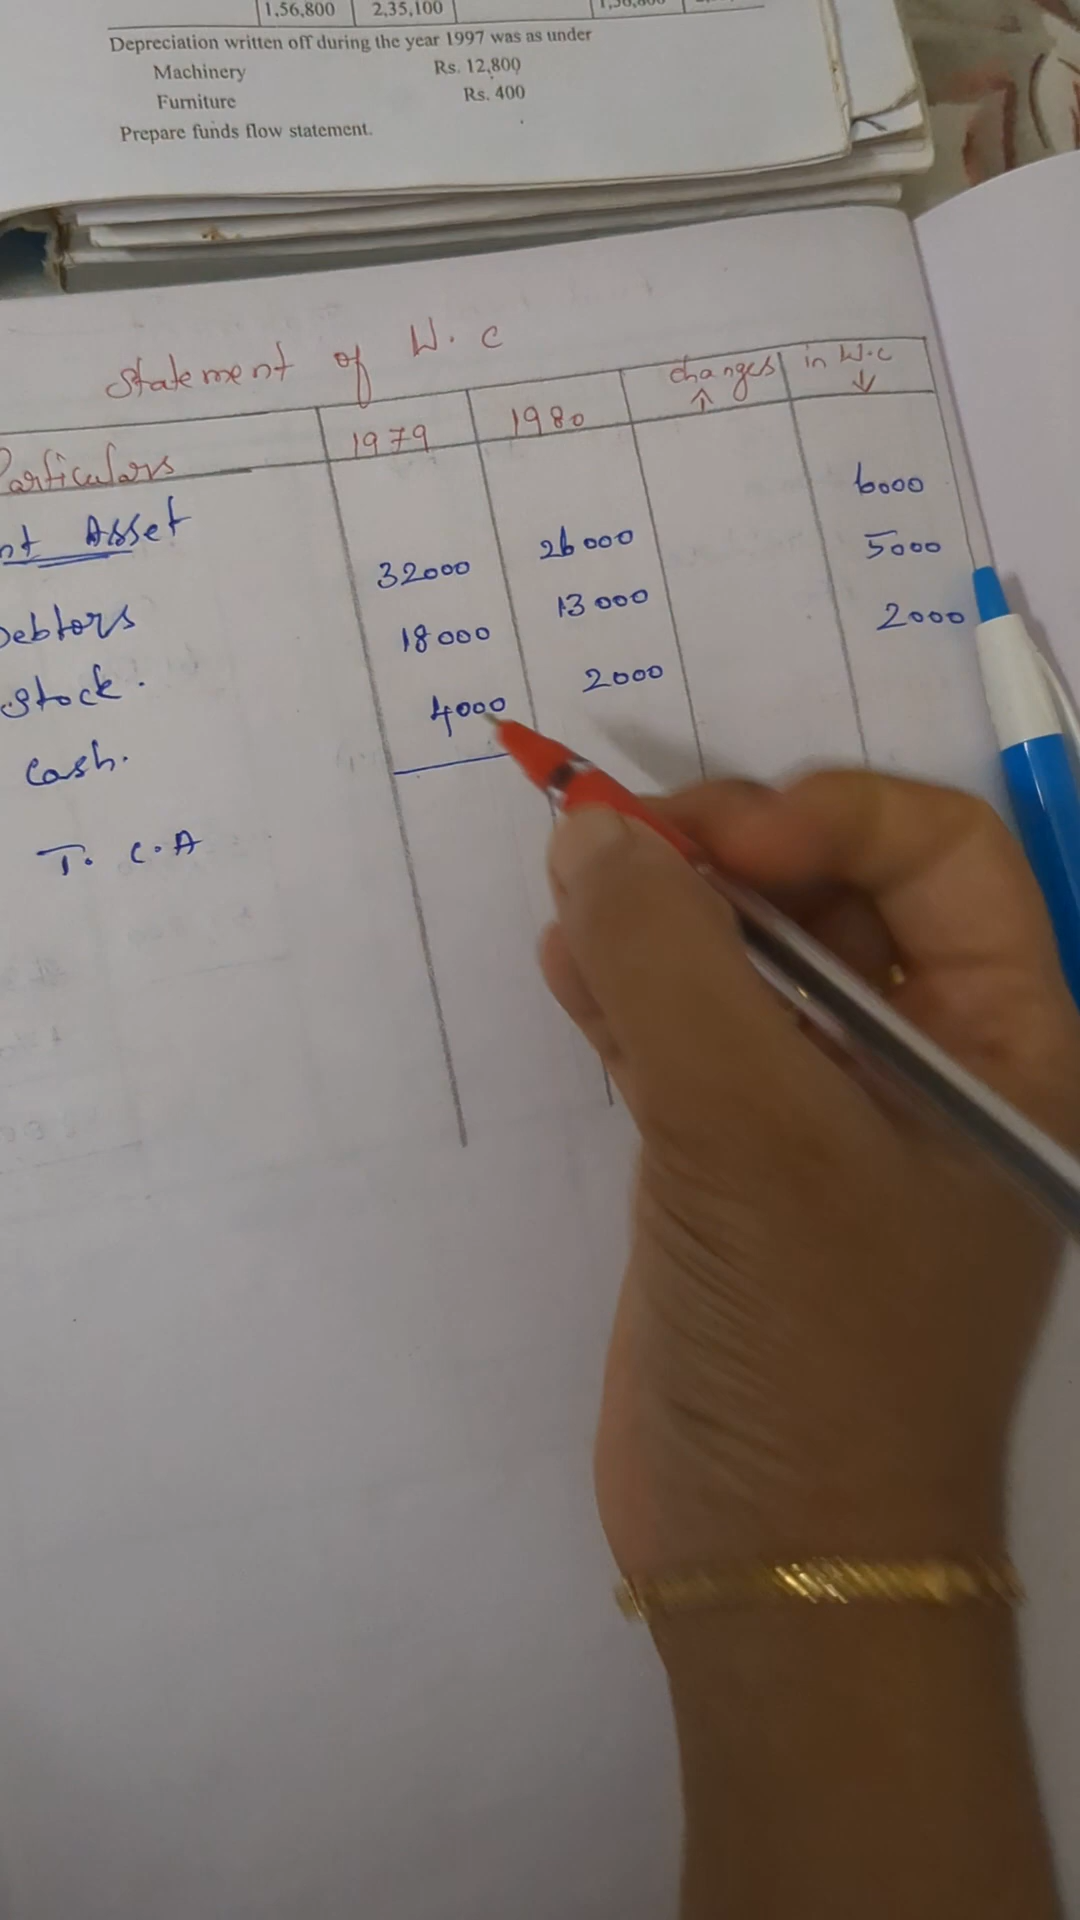 1,56,800 2,35,100
Depreciation written off during the year 1997 was as under
Machinery Rs. 12,800
Furniture Rs. 400
Prepare funds flow statement.
Statement of W.C
Particulars 1979 1980 changes in W.C
↑ ↓
nt Asset
Debtors 32000 26000 6000
Stock. 18000 13000 5000
Cash. 4000 2000 2000
T. C.A